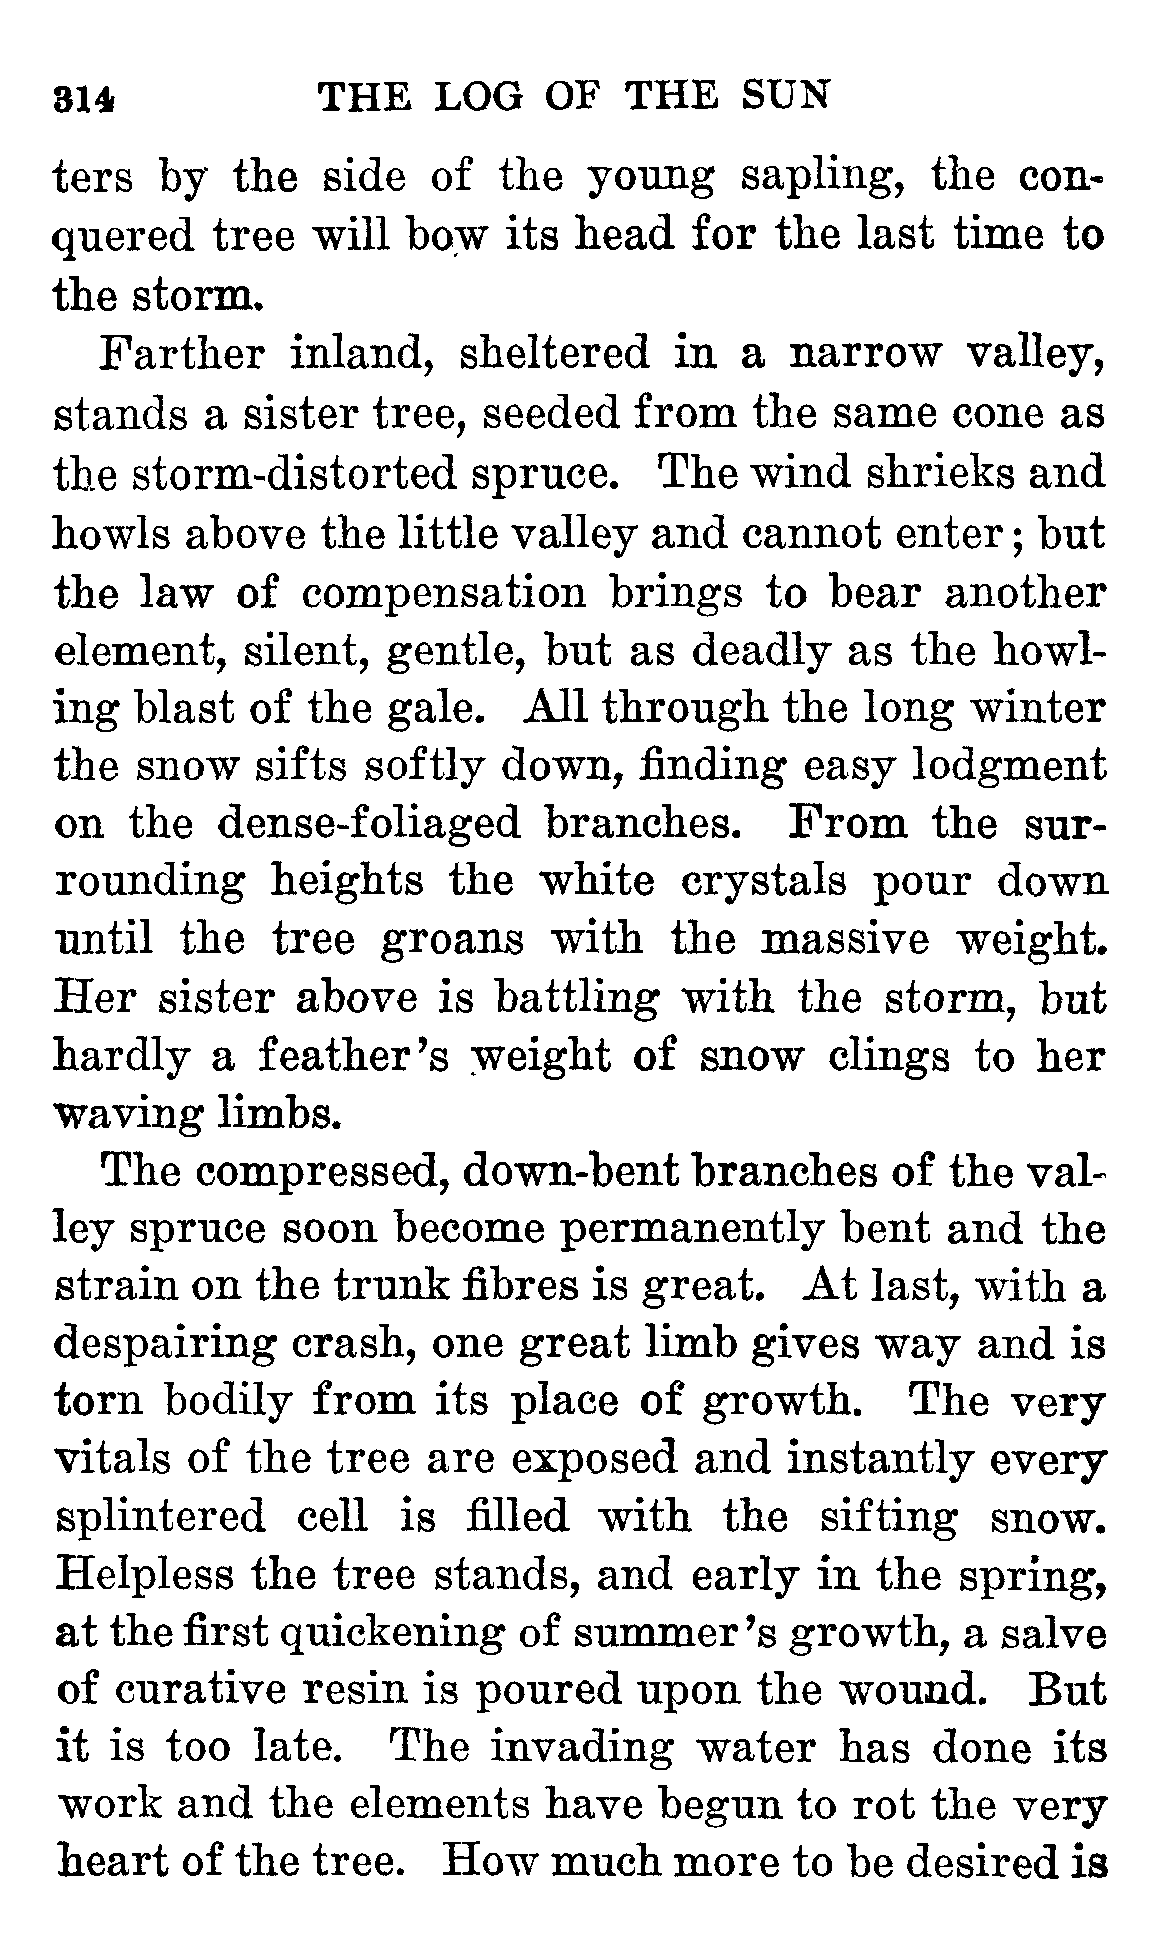 314 THE LOG OF THE SUN
ters by the side of the young sapling, the con-
quered tree will bow its head for the last time to
the storm.
Farther inland, sheltered in a narrow valley,
stands a sister tree, seeded from the same cone as
the storm-distorted spruce. The wind shrieks and
howls above the little valley and cannot enter; but
the law of compensation brings to bear another
element, silent, gentle, but as deadly as the howl-
ing blast of the gale. All through the long winter
the snow sifts softly down, finding easy lodgment
on the dense-foliaged branches. From the sur-
rounding heights the white crystals pour down
until the tree groans with the massive weight.
Her sister above is battling with the storm, but
hardly a feather's weight of snow clings to her
waving limbs.
The compressed, down-bent branches of the val-
ley spruce soon become permanently bent and the
strain on the trunk fibres is great. At last, with a
despairing crash, one great limb gives way and is
torn bodily from its place of growth. The very
vitals of the tree are exposed and instantly every
splintered cell is filled with the sifting snow.
Helpless the tree stands, and early in the spring,
at the first quickening of summer's growth, a salve
of curative resin is poured upon the wound. But
it is too late. The invading water has done its
work and the elements have begun to rot the very
heart of the tree. How much more to be desired is